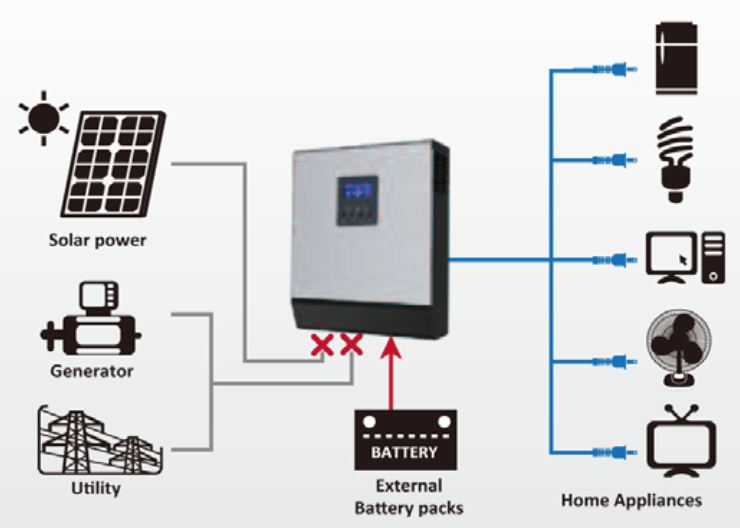 Solar power
Generator
Utility
BATTERY
External
Battery packs
Home Appliances